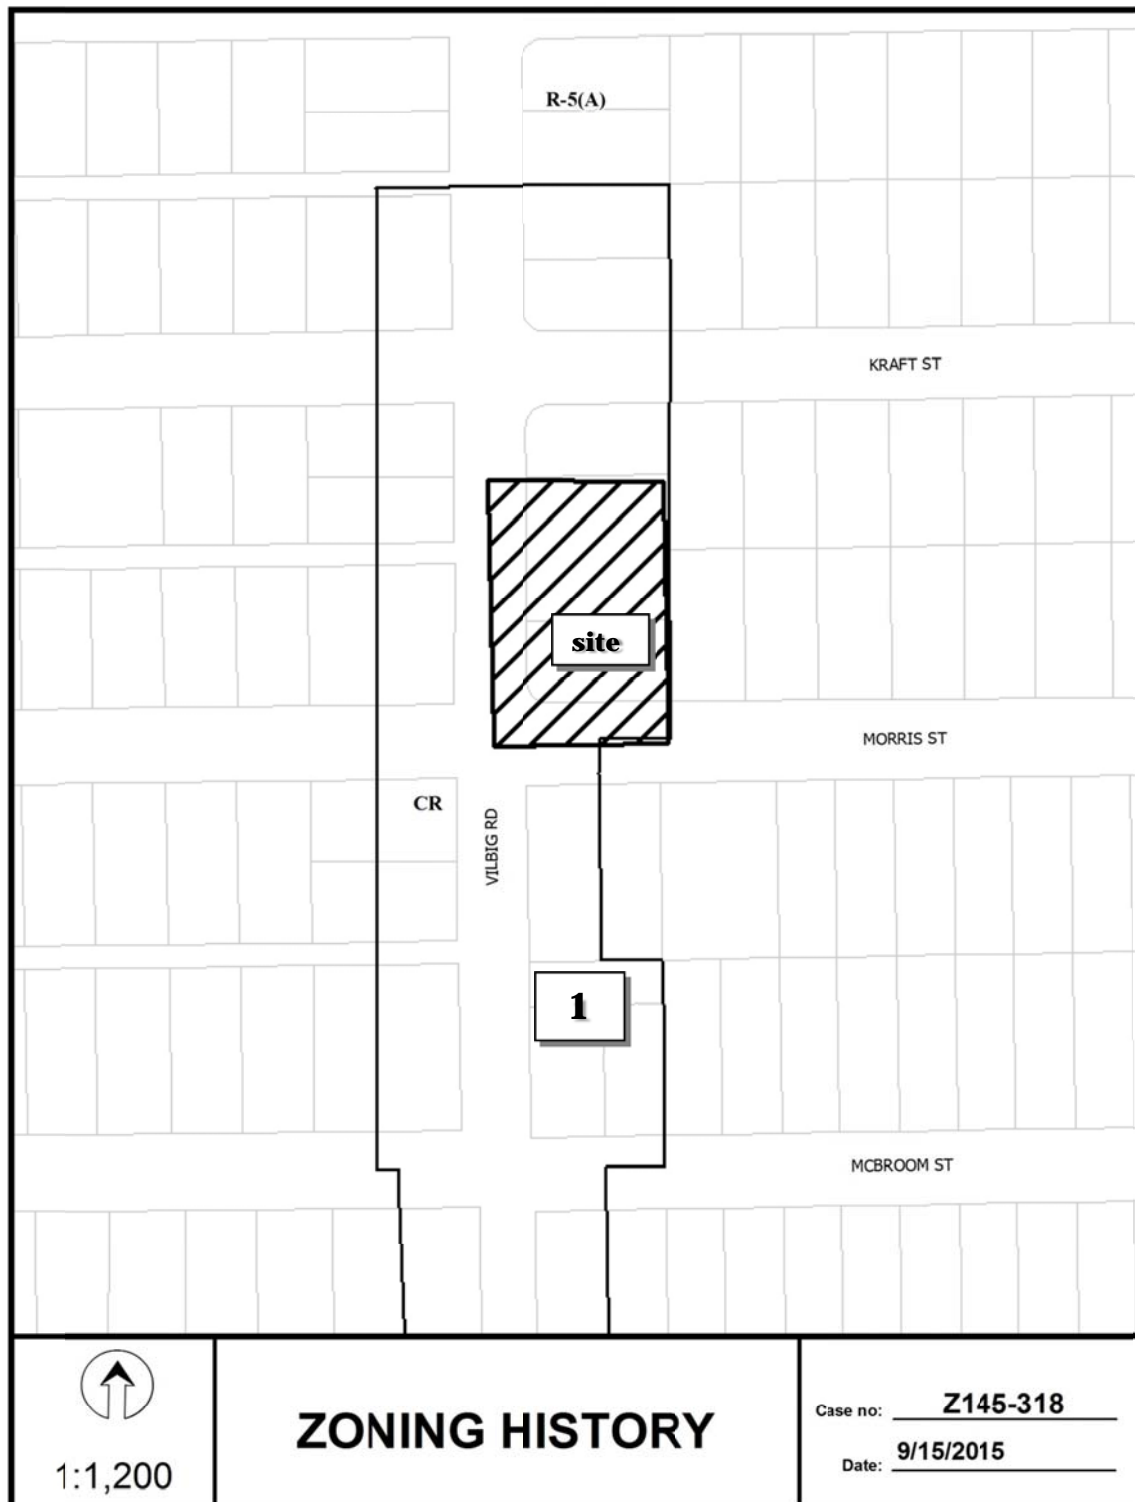 R-5(A)
KRAFT ST
site
MORRIS ST
CR
VILBIG RD
1
MCBROOM ST
1:1,200
ZONING HISTORY
Case no: Z145-318
Date: 9/15/2015